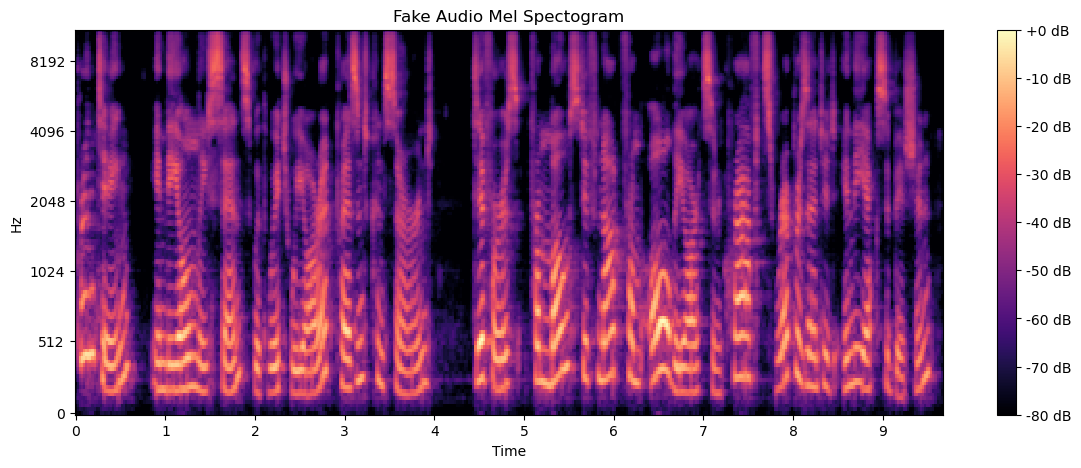 Fake Audio Mel Spectogram
+0 dB
8192
-10 dB
4096
-20 dB
-30 dB
2048
Hz
-40 dB
1024
-50 dB
-60 dB
512
-70 dB
0
-80 dB
0 1 2 3 4 5 6 7 8 9
Time